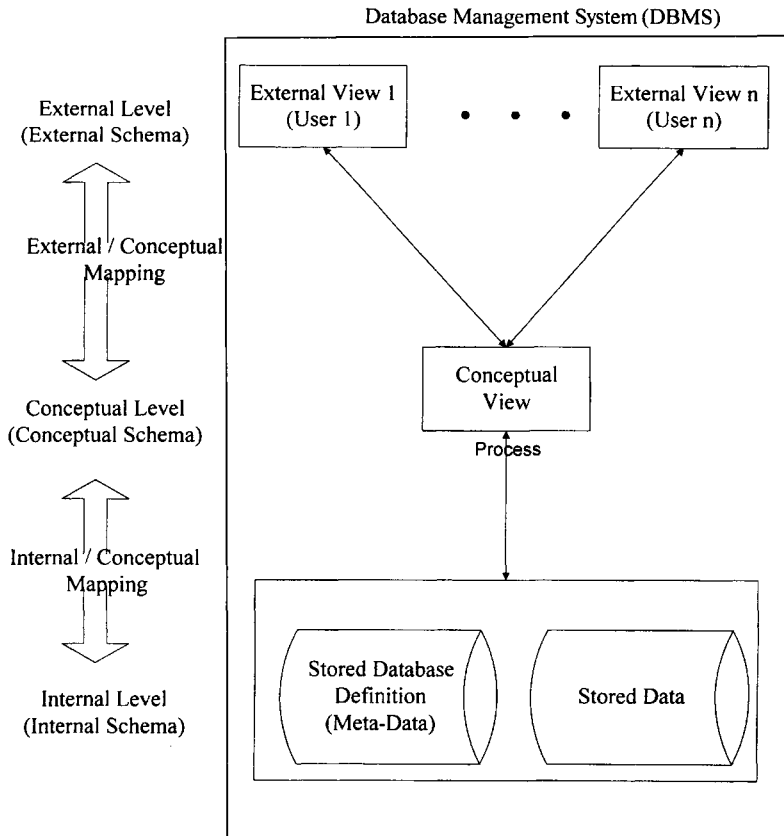 Database Management System (DBMS)
External View 1
(User 1)
External View n
(User n)
External Level
(External Schema)
External / Conceptual
Mapping
Conceptual
View
Conceptual Level
(Conceptual Schema)
Process
Internal / Conceptual
Mapping
Stored Database
Definition
(Meta-Data)
Stored Data
Internal Level
(Internal Schema)